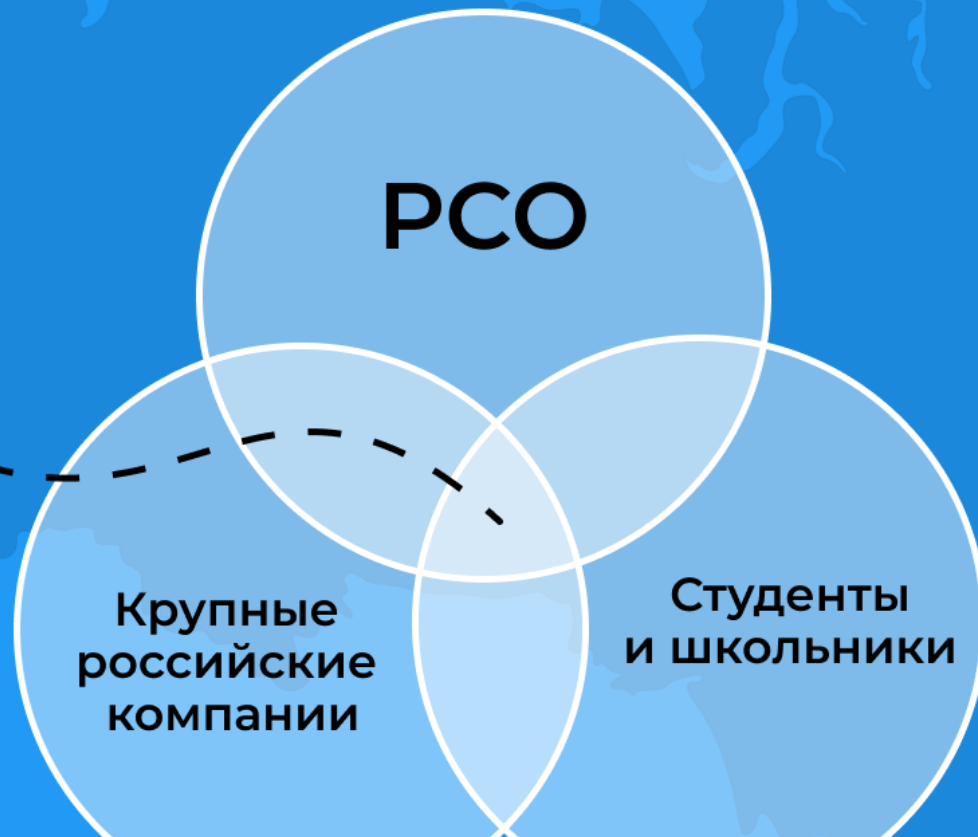 РСО
Крупные
российские
компании
Студенты
и школьники